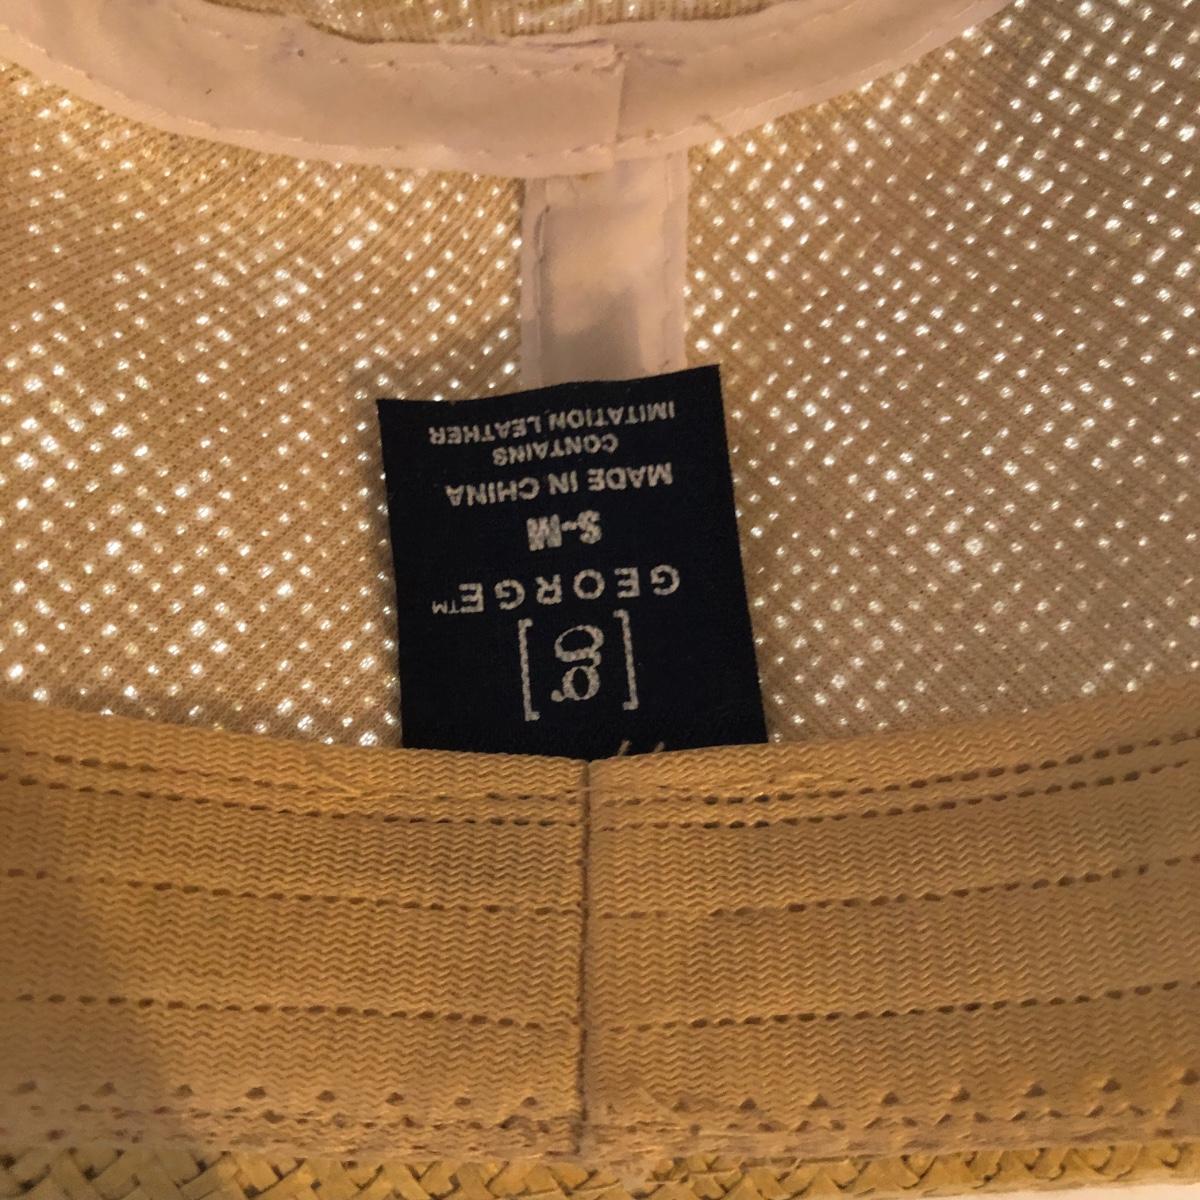 [g]
GEORGE™
S-M
MADE IN CHINA
CONTAINS
IMITATION LEATHER